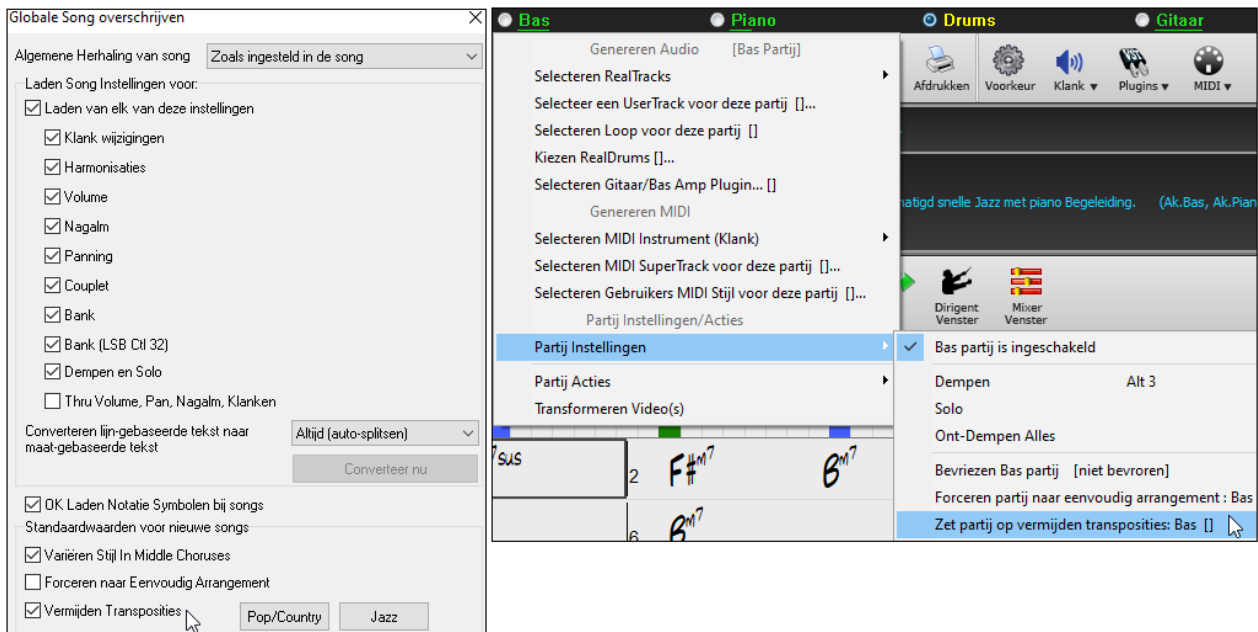 Globale Song overschrijven
Algemene Herhaling van song
Zoals ingesteld in de song
Laden Song Instellingen voor:
Laden van elk van deze instellingen
Klank wijzigingen
Harmonisaties
Volume
Nagalm
Panning
Couplet
Bank
Bank (LSB Ctl 32)
Dempen en Solo
Thru Volume, Pan, Nagalm, Klanken
Converteren lijn-gebaseerde tekst naar
maat-gebaseerde tekst
Altijd (auto-splitsen)
Converteer nu
OK Laden Notatie Symbolen bij songs
Standaardwaarden voor nieuwe songs
Variëren Stijl In Middle Choruses
Forceren naar Eenvoudig Arrangement
Vermijden Transposities
Pop/Country
Jazz
Bas Piano Drums Gitaar
Genereren Audio [Bas Partij]
Selecteren RealTracks
Selecteer een UserTrack voor deze partij []...
Selecteren Loop voor deze partij []
Kiezen RealDrums []...
Selecteren Gitaar/Bas Amp Plugin... []
Genereren MIDI
Selecteren MIDI Instrument (Klank)
Selecteren MIDI SuperTrack voor deze partij []...
Selecteren Gebruikers MIDI Stijl voor deze partij []...
Partij Instellingen/Acties
Partij Instellingen
Partij Acties
Transformeren Video(s)
Afdrukken Voorkeur Klank Plugins MIDI
natigd snelle Jazz met piano Begeleiding. (Ak.Bas, Ak.Pian
Dirigent
Venster
Mixer
Venster
Bas partij is ingeschakeld
Dempen Alt 3
Solo
Ont-Dempen Alles
Bevriezen Bas partij [niet bevroren]
Forceren partij naar eenvoudig arrangement : Bas
Zet partij op vermijden transposities: Bas []
7sus 2 F#m7 Bm7
6 Bm7